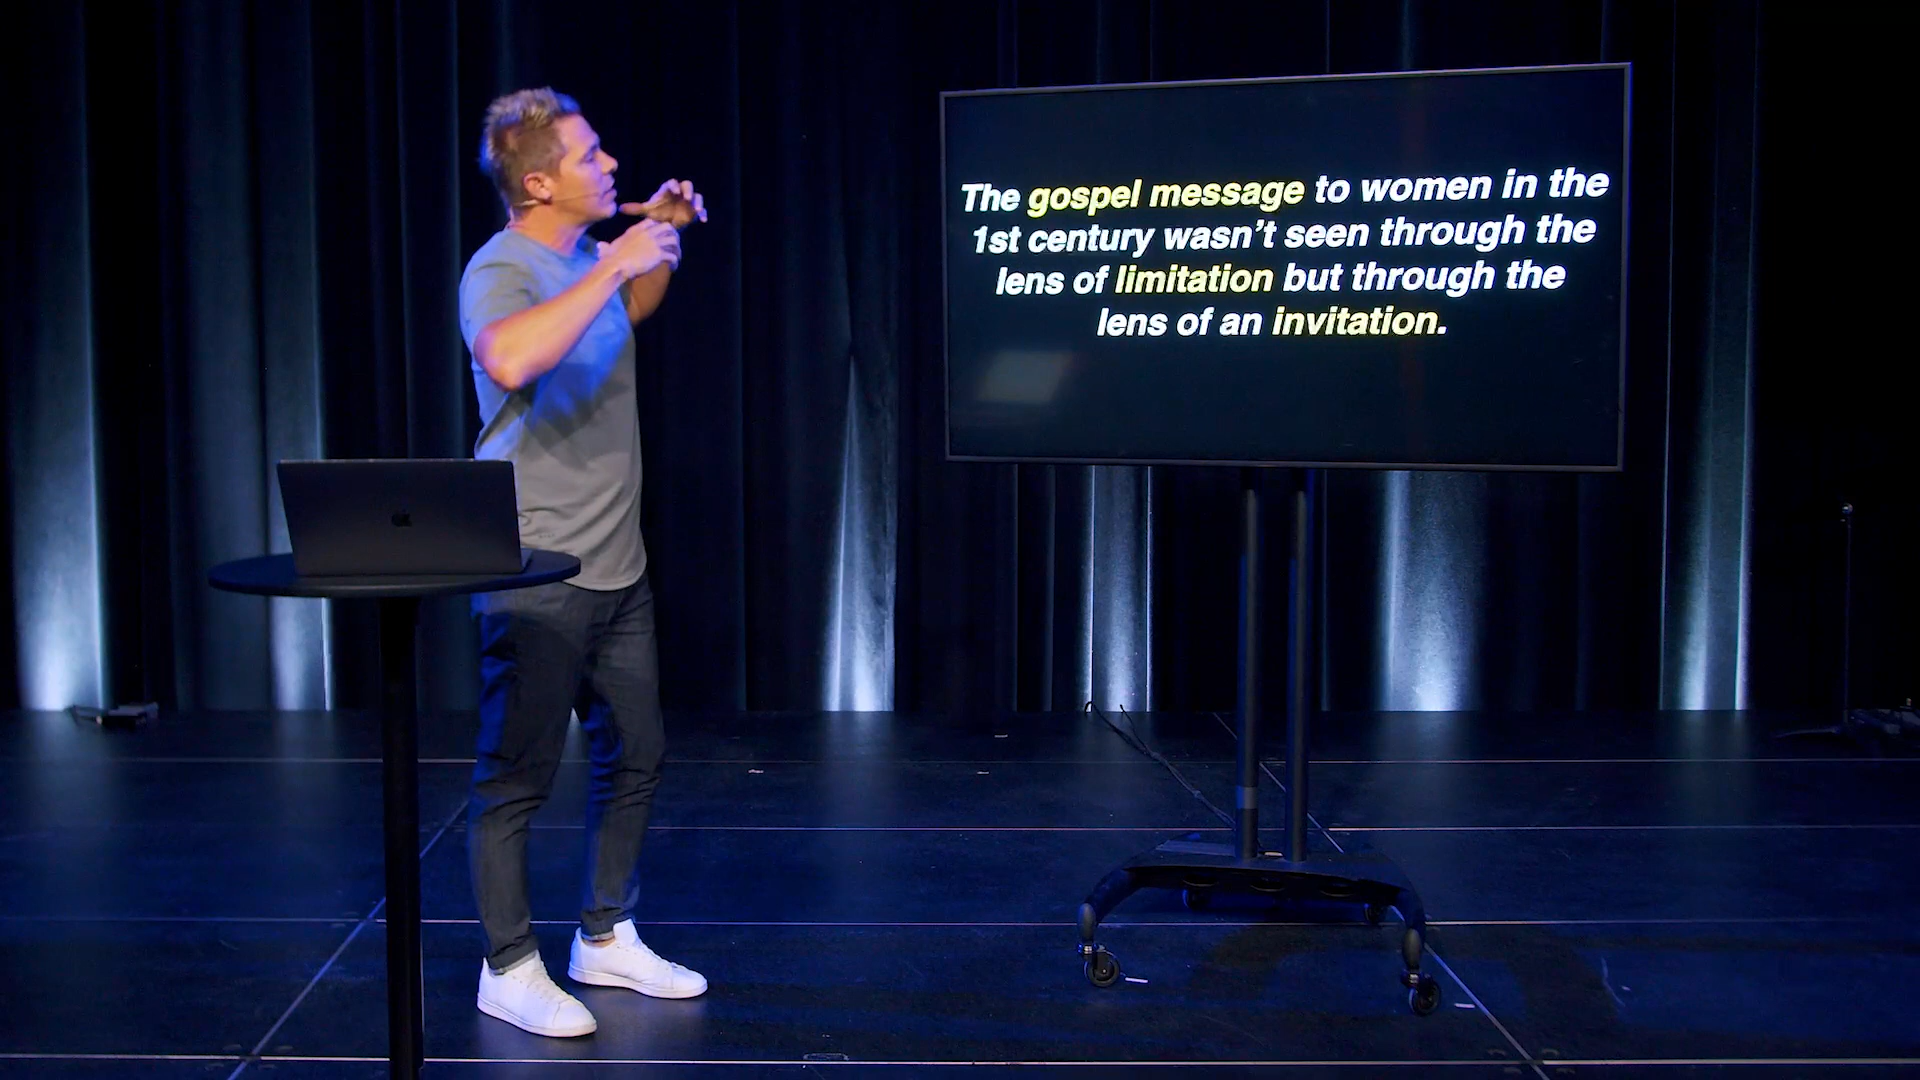 The gospel message to women in the
1st century wasn't seen through the
lens of limitation but through the
lens of an invitation.